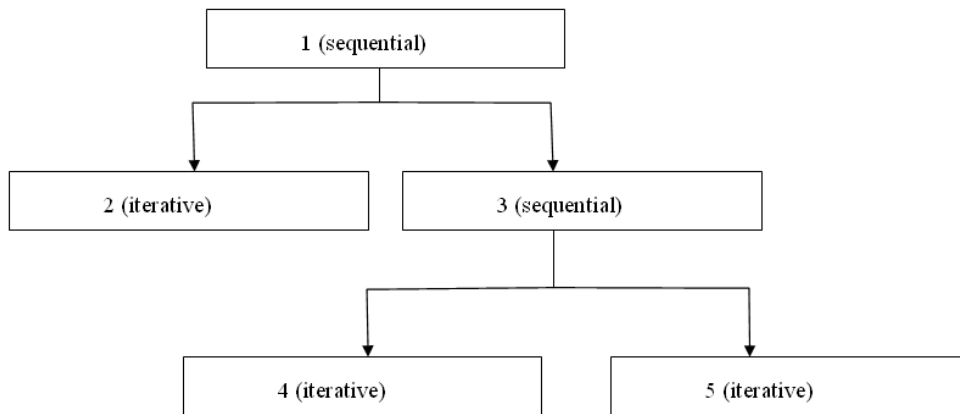 1 (sequential)
2 (iterative)
3 (sequential)
4 (iterative)
5 (iterative)